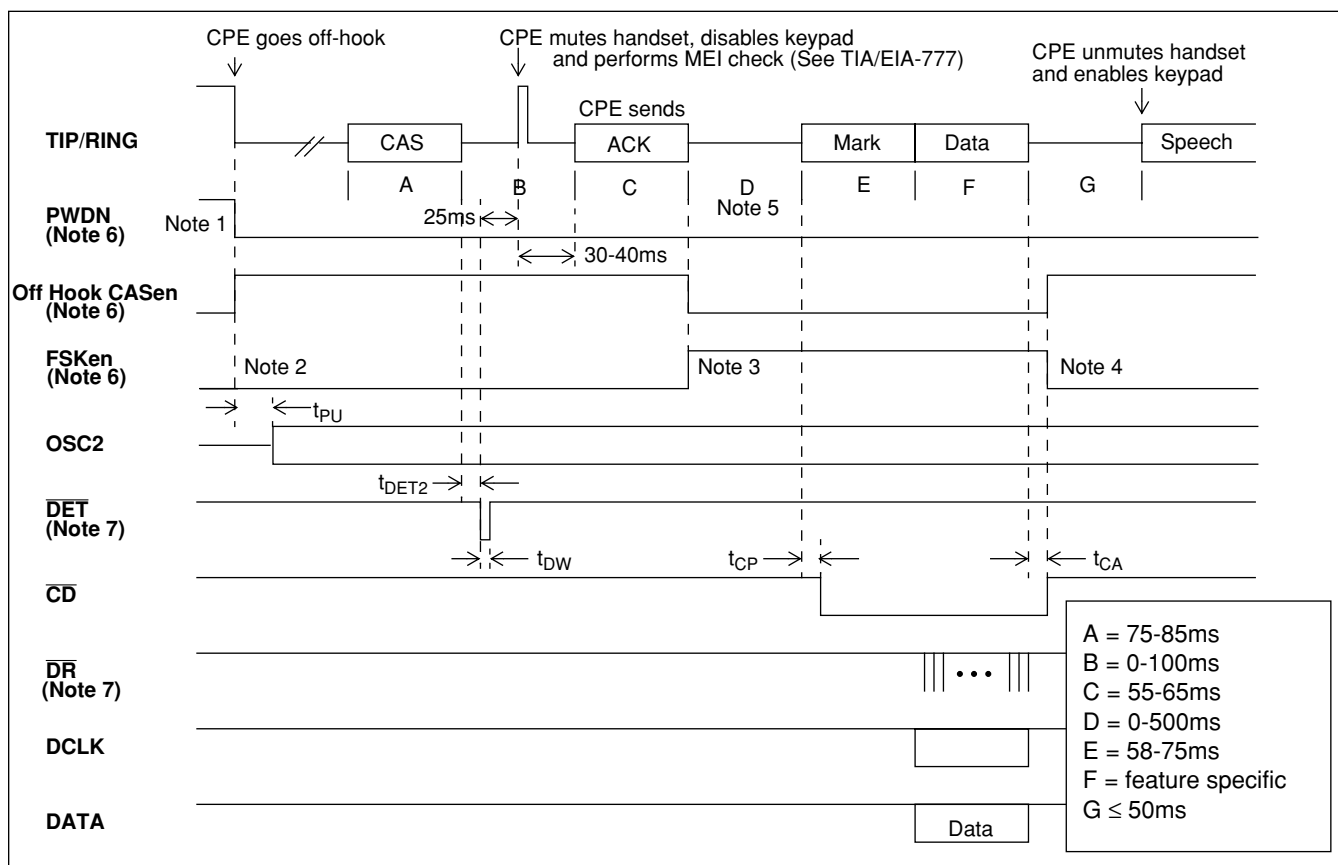 CPE goes off-hook
CPE mutes handset, disables keypad
and performs MEI check (See TIA/EIA-777)
CPE unmutes handset
and enables keypad
CPE sends
TIP/RING
CAS
ACK
Mark
Data
Speech
A
B
C
D
E
F
G
Note 5
PWDN
(Note 6)
Note 1
25ms
30-40ms
Off Hook CASen
(Note 6)
FSKen
(Note 6)
Note 2
Note 3
Note 4
tPU
OSC2
tDET2
DET
(Note 7)
tDW
tCP
tCA
CD
DR
(Note 7)
DCLK
DATA
Data
A = 75-85ms
B = 0-100ms
C = 55-65ms
D = 0-500ms
E = 58-75ms
F = feature specific
G ≤ 50ms